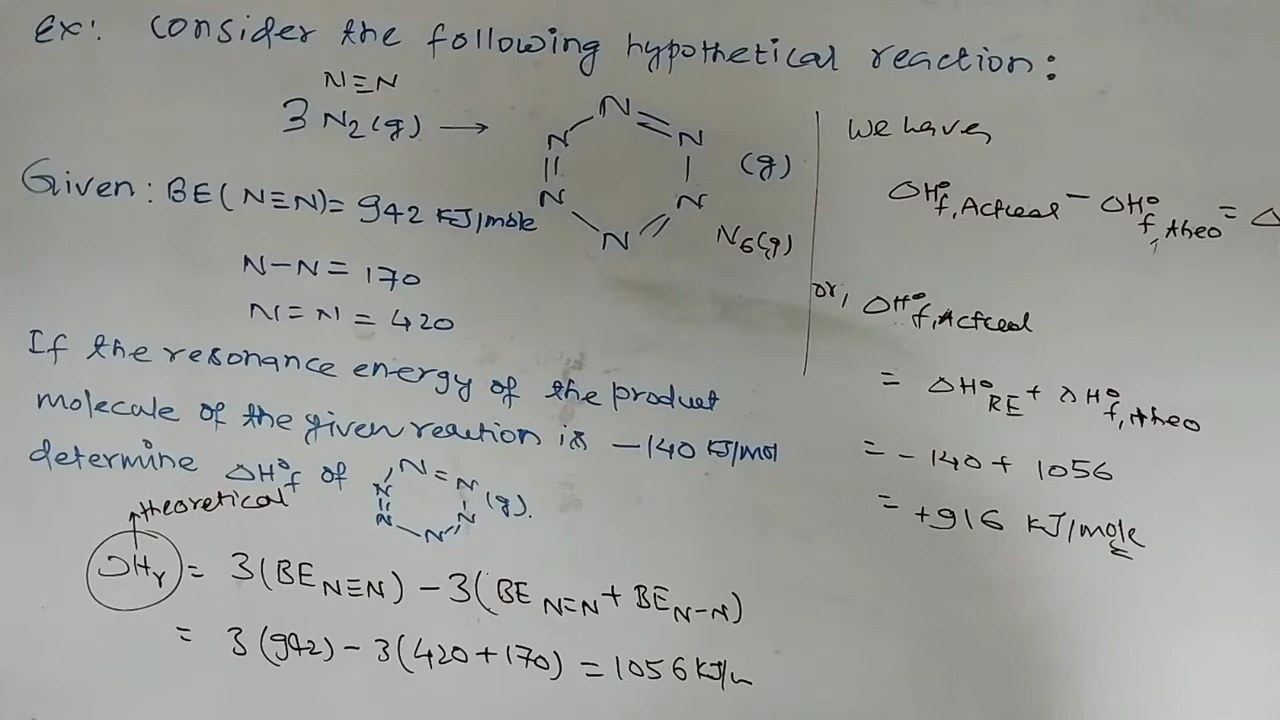 Ex: Consider the following hypothetical reaction:
N≡N
3 N2(g) →
N
N N
N N
N
(g)
N6(g)
Given: BE(N≡N)= 942 KJ/mole
N-N = 170
N=N = 420
If the resonance energy of the product
molecule of the given reaction is -140 KJ/mol
determine ΔH°f of
N
N N
N N
N
(g).
theoretical
ΔHr = 3(BE N≡N) - 3(BE N=N + BE N-N)
= 3(942) - 3(420+170) = 1056 KJ/
We have,
ΔH°f,Actual - ΔH°f,theo = Δ
or, ΔH°f,Actual
= ΔH°RE + ΔH°f,theo
= -140 + 1056
= +916 KJ/mole